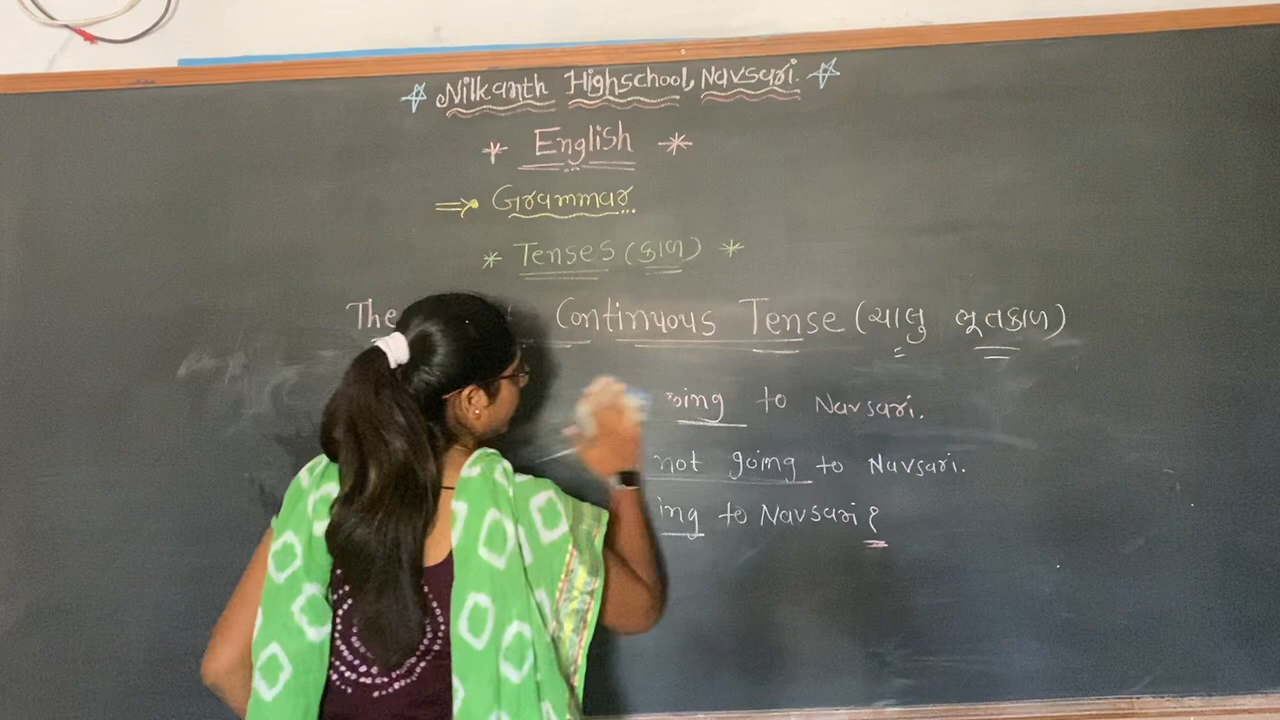 Nilkanth Highschool, Navsari.
English
Grammar
Tenses (કાળ)
The Continuous Tense (ચાલુ ભૂતકાળ)
to Navsari.
not going to Navsari.
ing to Navsari?